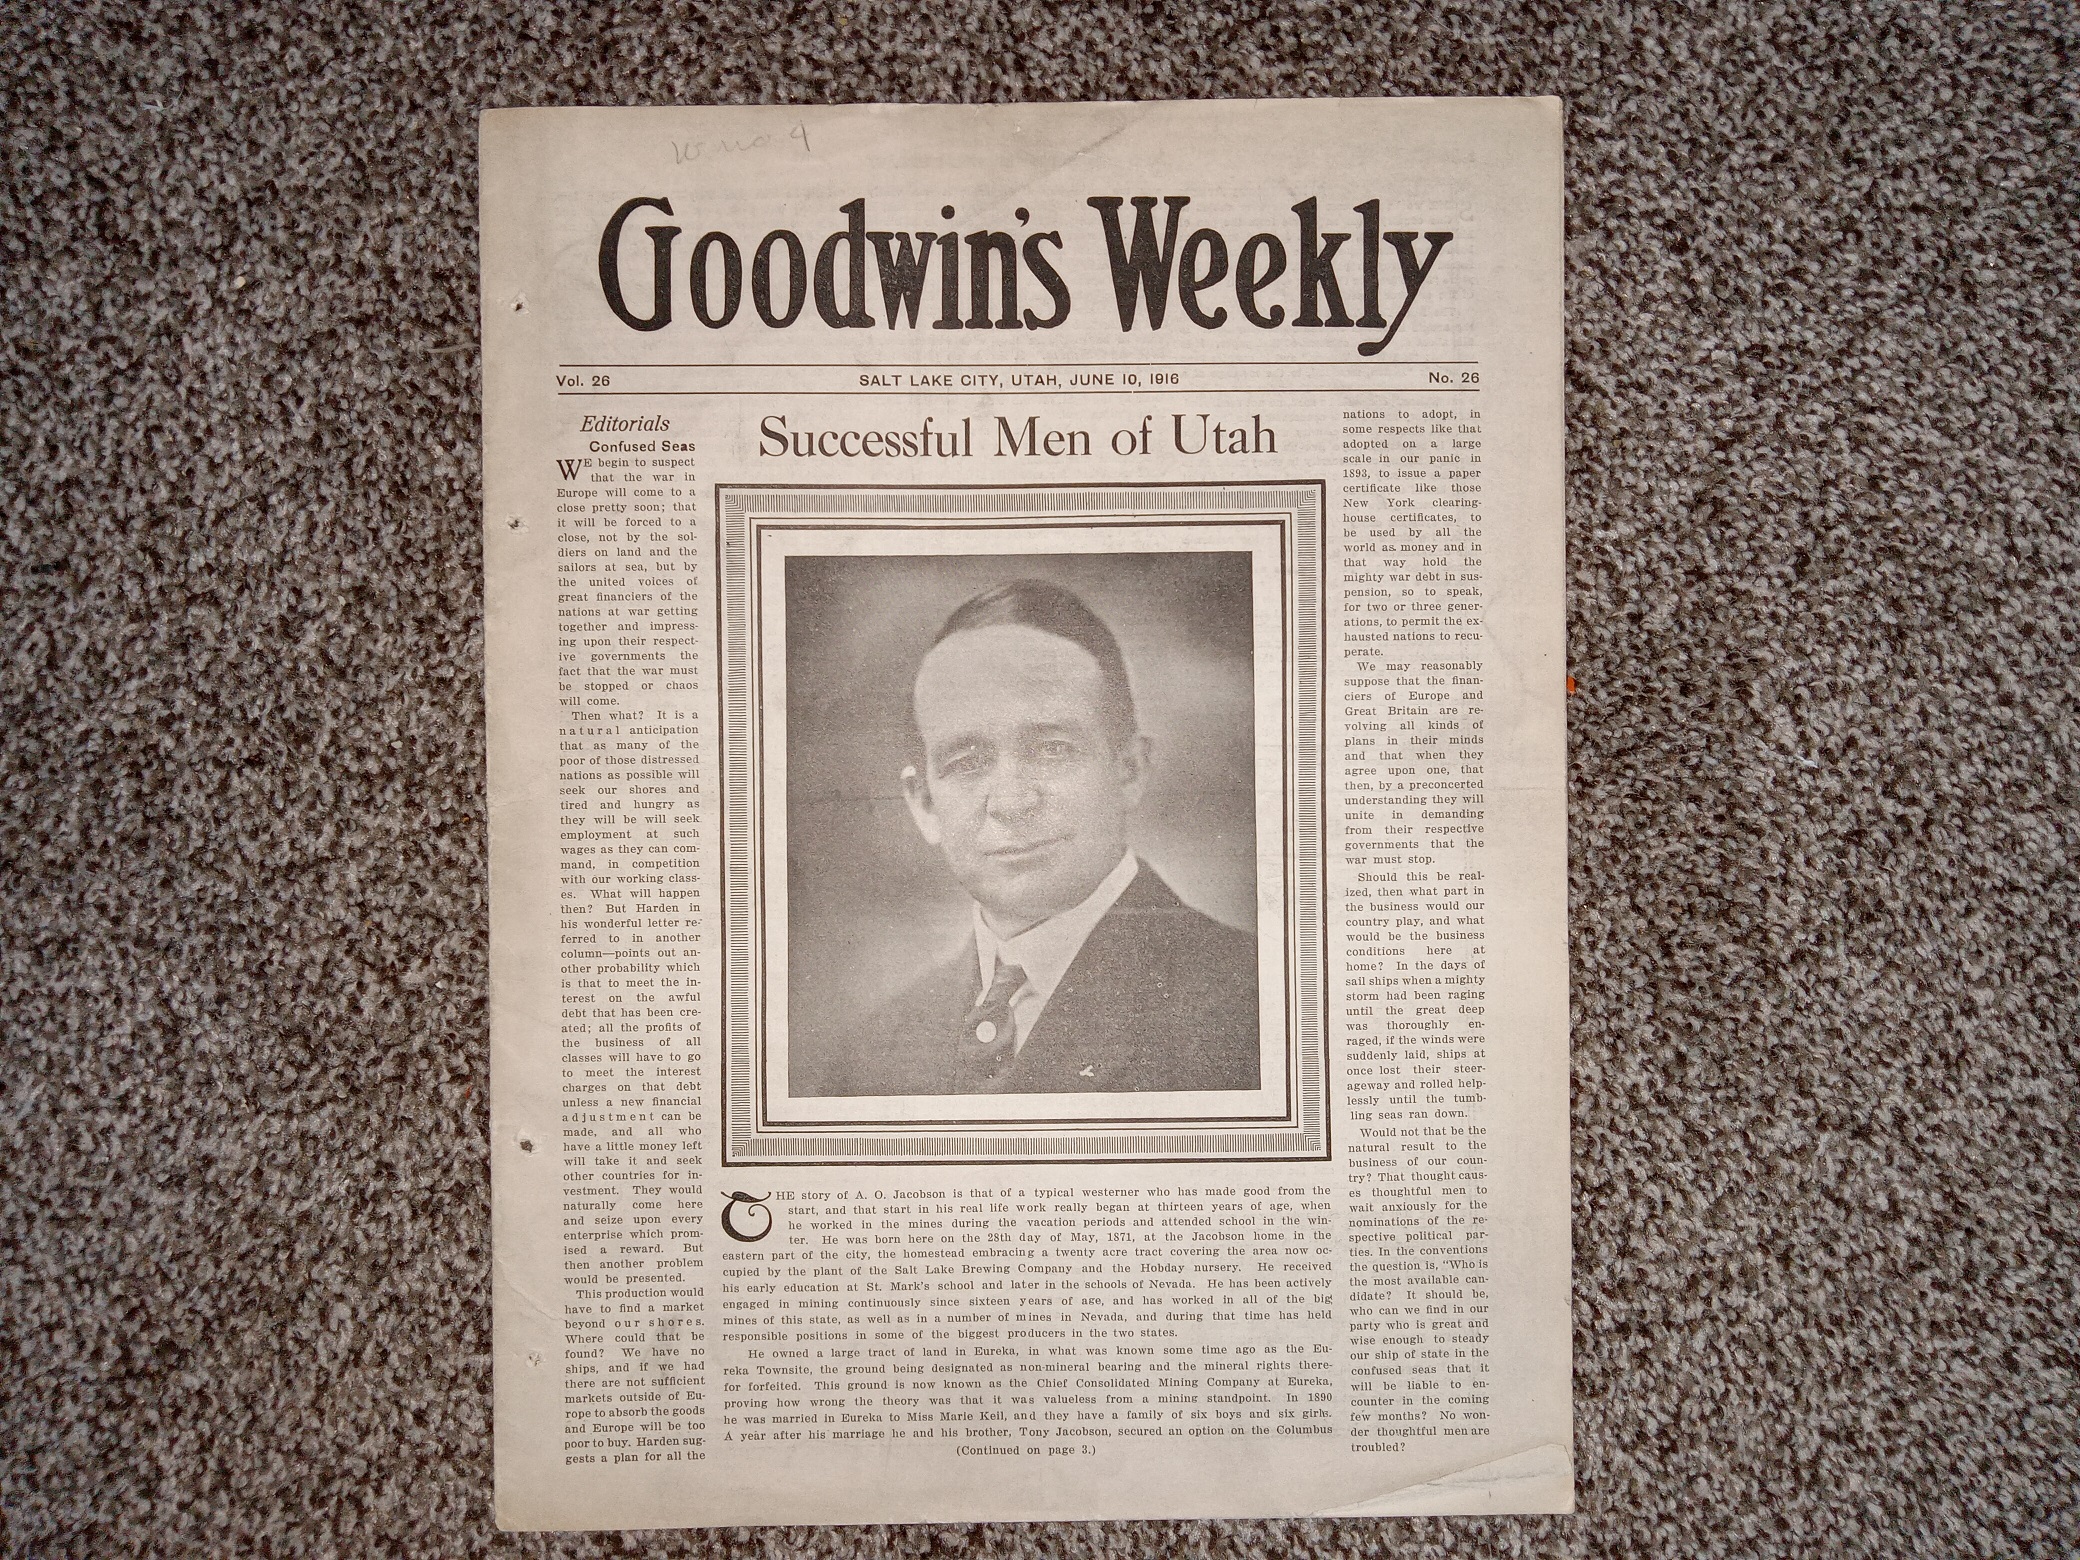 Goodwin's Weekly
Vol. 26 SALT LAKE CITY, UTAH, JUNE 10, 1916 No. 26
Editorials
Confused Seas
WE begin to suspect
that the war in
Europe will come to a
close pretty soon; that
it will be forced to a
close, not by the sol-
diers on land and the
sailors at sea, but by
the united voices of
great financiers of the
nations at war getting
together and impress-
ing upon their respect-
ive governments the
fact that the war must
be stopped or chaos
will come.
Then what? It is a
natural anticipation
that as many of the
poor of those distressed
nations as possible will
seek our shores and
tired and hungry as
they will be will seek
employment at such
wages as they can com-
mand, in competition
with our working class-
es. What will happen
then? But Harden in
his wonderful letter re-
ferred to in another
column—points out an-
other probability which
is that to meet the in-
terest on the awful
debt that has been cre-
ated; all the profits of
the business of all
classes will have to go
to meet the interest
charges on that debt
unless a new financial
adjustment can be
made, and all who
have a little money left
will take it and seek
other countries for in-
vestment. They would
naturally come here
and seize upon every
enterprise which prom-
ised a reward. But
then another problem
would be presented.
This production would
have to find a market
beyond our shores.
Where could that be
found? We have no
ships, and if we had
there are not sufficient
markets outside of Eu-
rope to absorb the goods
and Europe will be too
poor to buy. Harden sug-
gests a plan for all the
Successful Men of Utah
THE story of A. O. Jacobson is that of a typical westerner who has made good from the
start, and that start in his real life work really began at thirteen years of age, when
he worked in the mines during the vacation periods and attended school in the win-
ter. He was born here on the 28th day of May, 1871, at the Jacobson home in the
eastern part of the city, the homestead embracing a twenty acre tract covering the area now oc-
cupied by the plant of the Salt Lake Brewing Company and the Hobday nursery. He received
his early education at St. Mark's school and later in the schools of Nevada. He has been actively
engaged in mining continuously since sixteen years of age, and has worked in all of the big
mines of this state, as well as in a number of mines in Nevada, and during that time has held
responsible positions in some of the biggest producers in the two states.
He owned a large tract of land in Eureka, in what was known some time ago as the Eu-
reka Townsite, the ground being designated as non-mineral bearing and the mineral rights there-
for forfeited. This ground is now known as the Chief Consolidated Mining Company at Eureka,
proving how wrong the theory was that it was valueless from a mining standpoint. In 1890
he was married in Eureka to Miss Marie Keil, and they have a family of six boys and six girls.
A year after his marriage he and his brother, Tony Jacobson, secured an option on the Columbus
(Continued on page 3.)
nations to adopt, in
some respects like that
adopted on a large
scale in our panic in
1893, to issue a paper
certificate like those
New York clearing-
house certificates, to
be used by all the
world as money and in
that way hold the
mighty war debt in sus-
pension, so to speak,
for two or three gener-
ations, to permit the ex-
hausted nations to recu-
perate.
We may reasonably
suppose that the finan-
ciers of Europe and
Great Britain are re-
volving all kinds of
plans in their minds
and that when they
agree upon one, that
then, by a preconcerted
understanding they will
unite in demanding
from their respective
governments that the
war must stop.
Should this be real-
ized, then what part in
the business would our
country play, and what
would be the business
conditions here at
home? In the days of
sail ships when a mighty
storm had been raging
until the great deep
was thoroughly en-
raged, if the winds were
suddenly laid, ships at
once lost their steer-
ageway and rolled help-
lessly until the tumb-
ling seas ran down.
Would not that be the
natural result to the
business of our coun-
try? That thought caus-
es thoughtful men to
wait anxiously for the
nominations of the re-
spective political par-
ties. In the conventions
the question is, "Who is
the most available can-
didate? It should be,
who can we find in our
party who is great and
wise enough to steady
our ship of state in the
confused seas that it
will be liable to en-
counter in the coming
few months? No won-
der thoughtful men are
troubled?